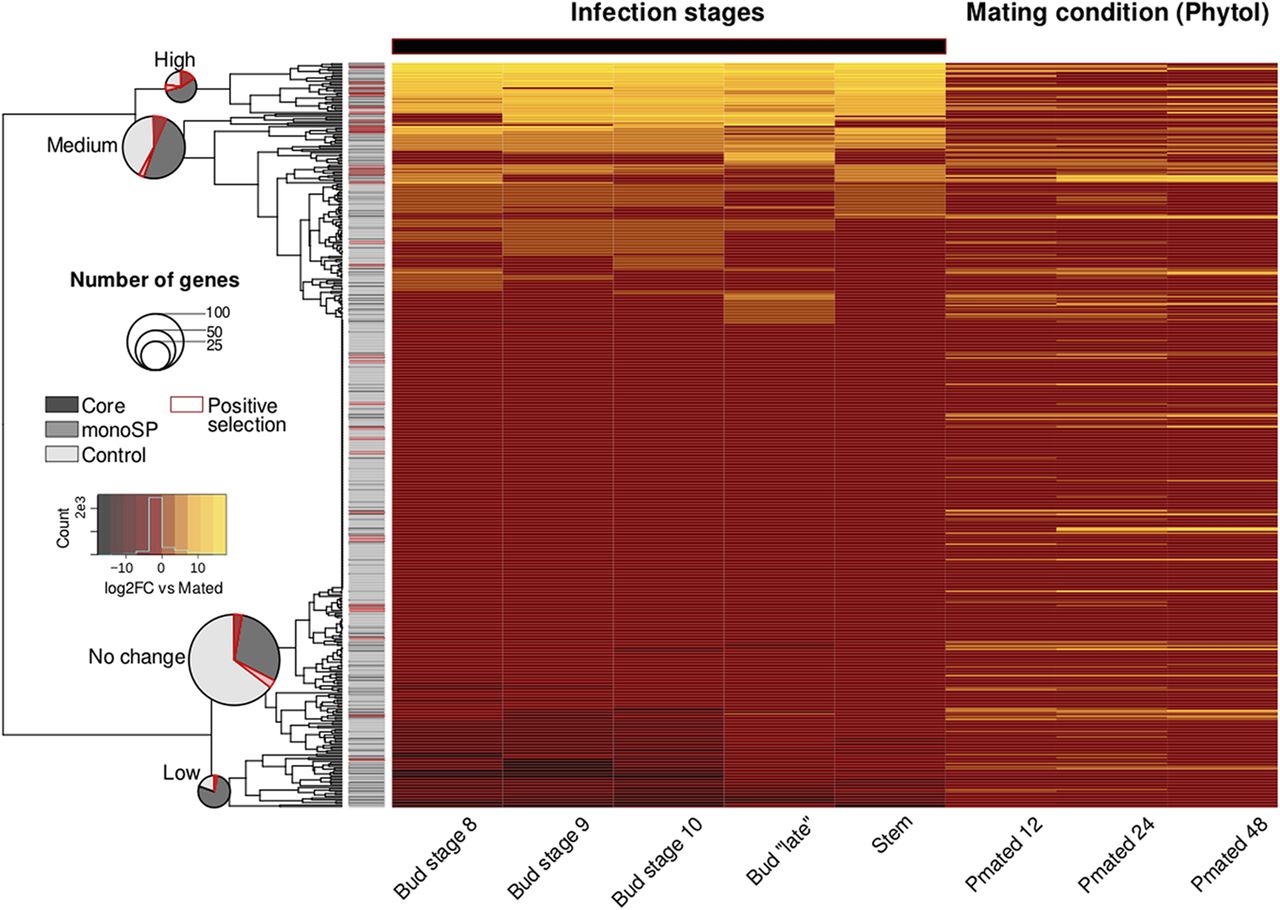 Infection stages
Mating condition (Phytol)
High
Medium
Number of genes
100
50
25
Core
monoSP
Control
Positive
selection
Count
2e3
−10 0 10
log2FC vs Mated
No change
Low
Bud stage 8
Bud stage 9
Bud stage 10
Bud "late"
Stem
Pmated 12
Pmated 24
Pmated 48